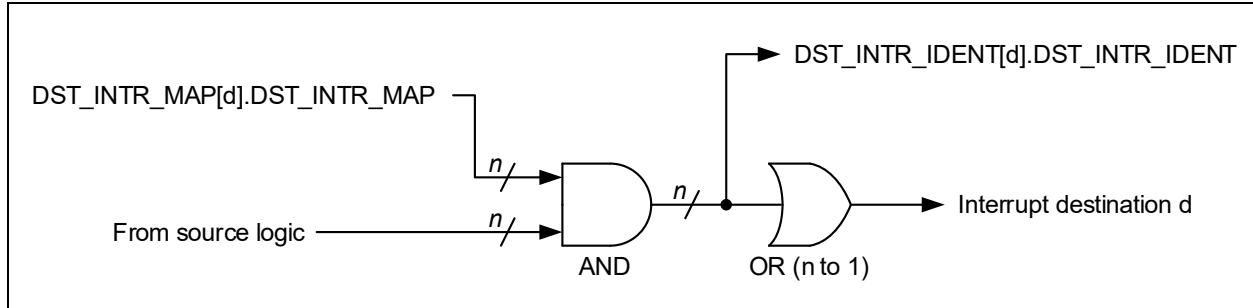 DST_INTR_IDENT[d].DST_INTR_IDENT
DST_INTR_MAP[d].DST_INTR_MAP
n
n
n
Interrupt destination d
From source logic
AND
OR (n to 1)